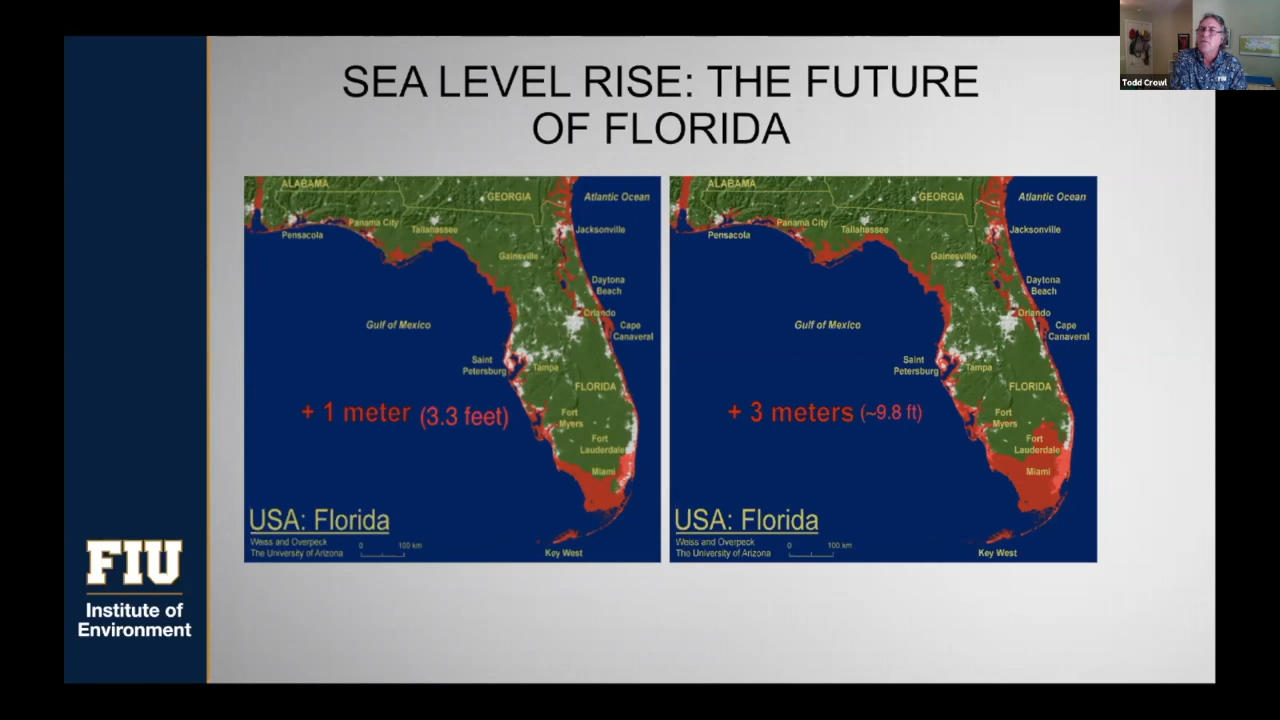 Todd Crowl
SEA LEVEL RISE: THE FUTURE
OF FLORIDA
ALABAMA
GEORGIA
Atlantic Ocean
Panama City
Pensacola
Tallahassee
Jacksonville
Gainsville
Daytona
Beach
Orlando
Gulf of Mexico
Cape
Canaveral
Saint
Petersburg
Tampa
FLORIDA
+ 1 meter (3.3 feet)
Fort
Myers
Fort
Lauderdale
Miami
USA: Florida
Weiss and Overpeck
The University of Arizona
0 100 km
Key West
ALABAMA
GEORGIA
Atlantic Ocean
Panama City
Pensacola
Tallahassee
Jacksonville
Gainesville
Daytona
Beach
Orlando
Gulf of Mexico
Cape
Canaveral
Saint
Petersburg
Tampa
FLORIDA
+ 3 meters (~9.8 ft)
Fort
Myers
Fort
Lauderdale
Miami
USA: Florida
Weiss and Overpeck
The University of Arizona
0 100 km
Key West
FIU
Institute of
Environment